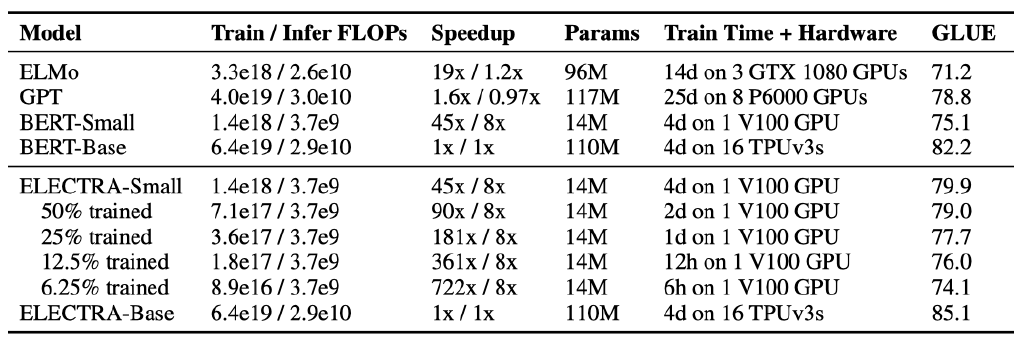 Model Train / Infer FLOPs Speedup Params Train Time + Hardware GLUE
ELMo 3.3e18 / 2.6e10 19x / 1.2x 96M 14d on 3 GTX 1080 GPUs 71.2
GPT 4.0e19 / 3.0e10 1.6x / 0.97x 117M 25d on 8 P6000 GPUs 78.8
BERT-Small 1.4e18 / 3.7e9 45x / 8x 14M 4d on 1 V100 GPU 75.1
BERT-Base 6.4e19 / 2.9e10 1x / 1x 110M 4d on 16 TPUv3s 82.2
ELECTRA-Small 1.4e18 / 3.7e9 45x / 8x 14M 4d on 1 V100 GPU 79.9
50% trained 7.1e17 / 3.7e9 90x / 8x 14M 2d on 1 V100 GPU 79.0
25% trained 3.6e17 / 3.7e9 181x / 8x 14M 1d on 1 V100 GPU 77.7
12.5% trained 1.8e17 / 3.7e9 361x / 8x 14M 12h on 1 V100 GPU 76.0
6.25% trained 8.9e16 / 3.7e9 722x / 8x 14M 6h on 1 V100 GPU 74.1
ELECTRA-Base 6.4e19 / 2.9e10 1x / 1x 110M 4d on 16 TPUv3s 85.1